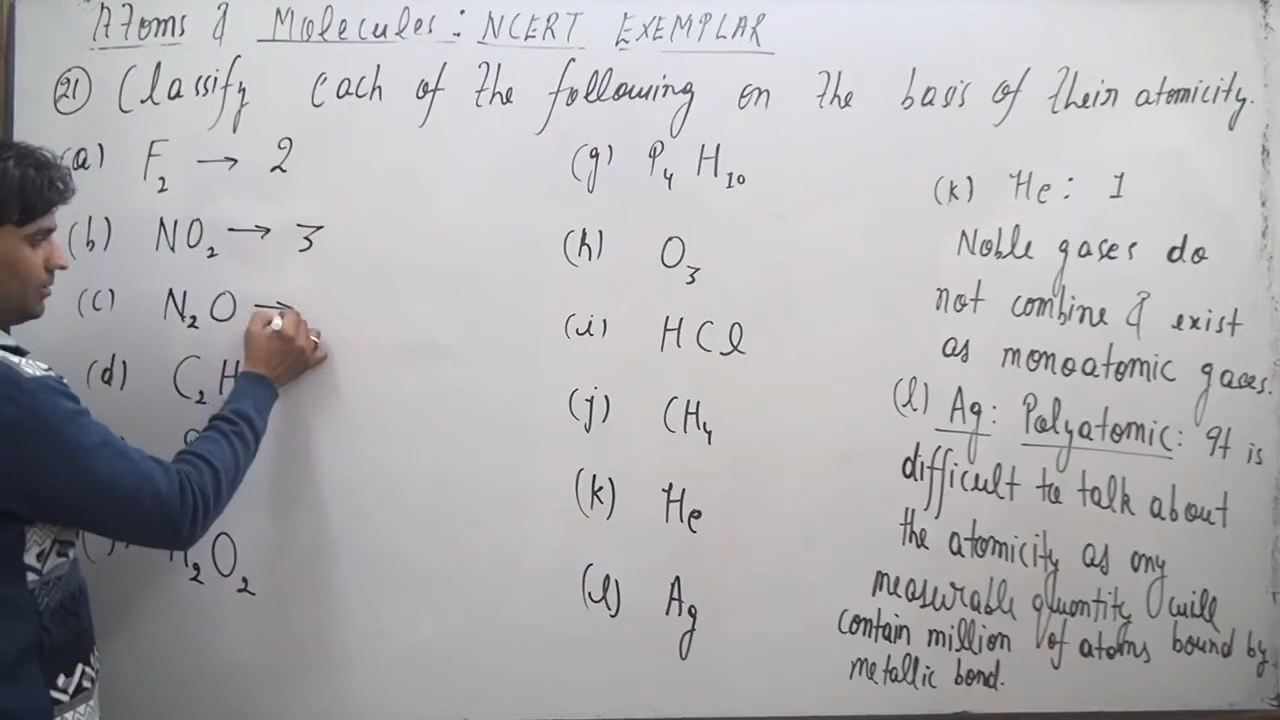 Atoms & Molecules: NCERT EXEMPLAR
(21) Classify each of the following on the basis of their atomicity.
(a) F2 → 2
(b) NO2 → 3
(c) N2O →
(d) C2H
H2O2
(g) P4H10
(h) O3
(i) HCl
(j) CH4
(k) He
(l) Ag
(k) He: 1
Noble gases do
not combine & exist
as monoatomic gases.
(l) Ag: Polyatomic: It is
difficult to talk about
the atomicity as any
measurable quantity will
contain million of atoms bound by
metallic bond.